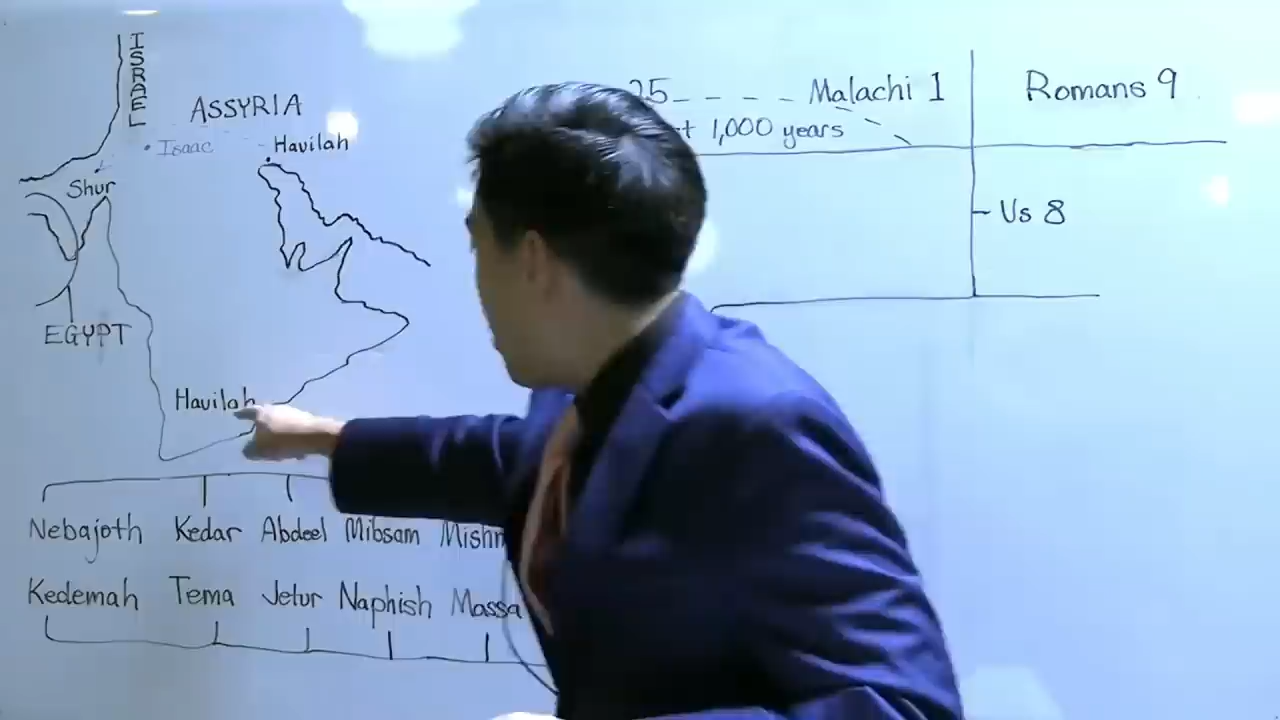 ISRAEL
ASSYRIA
Isaac
Havilah
Shur
EGYPT
Havilah
25 - - - - Malachi 1
1,000 years
Romans 9
Vs 8
Nebajoth Kedar Abdeel Mibsam
Kedemah Tema Jetur Naphish Massa